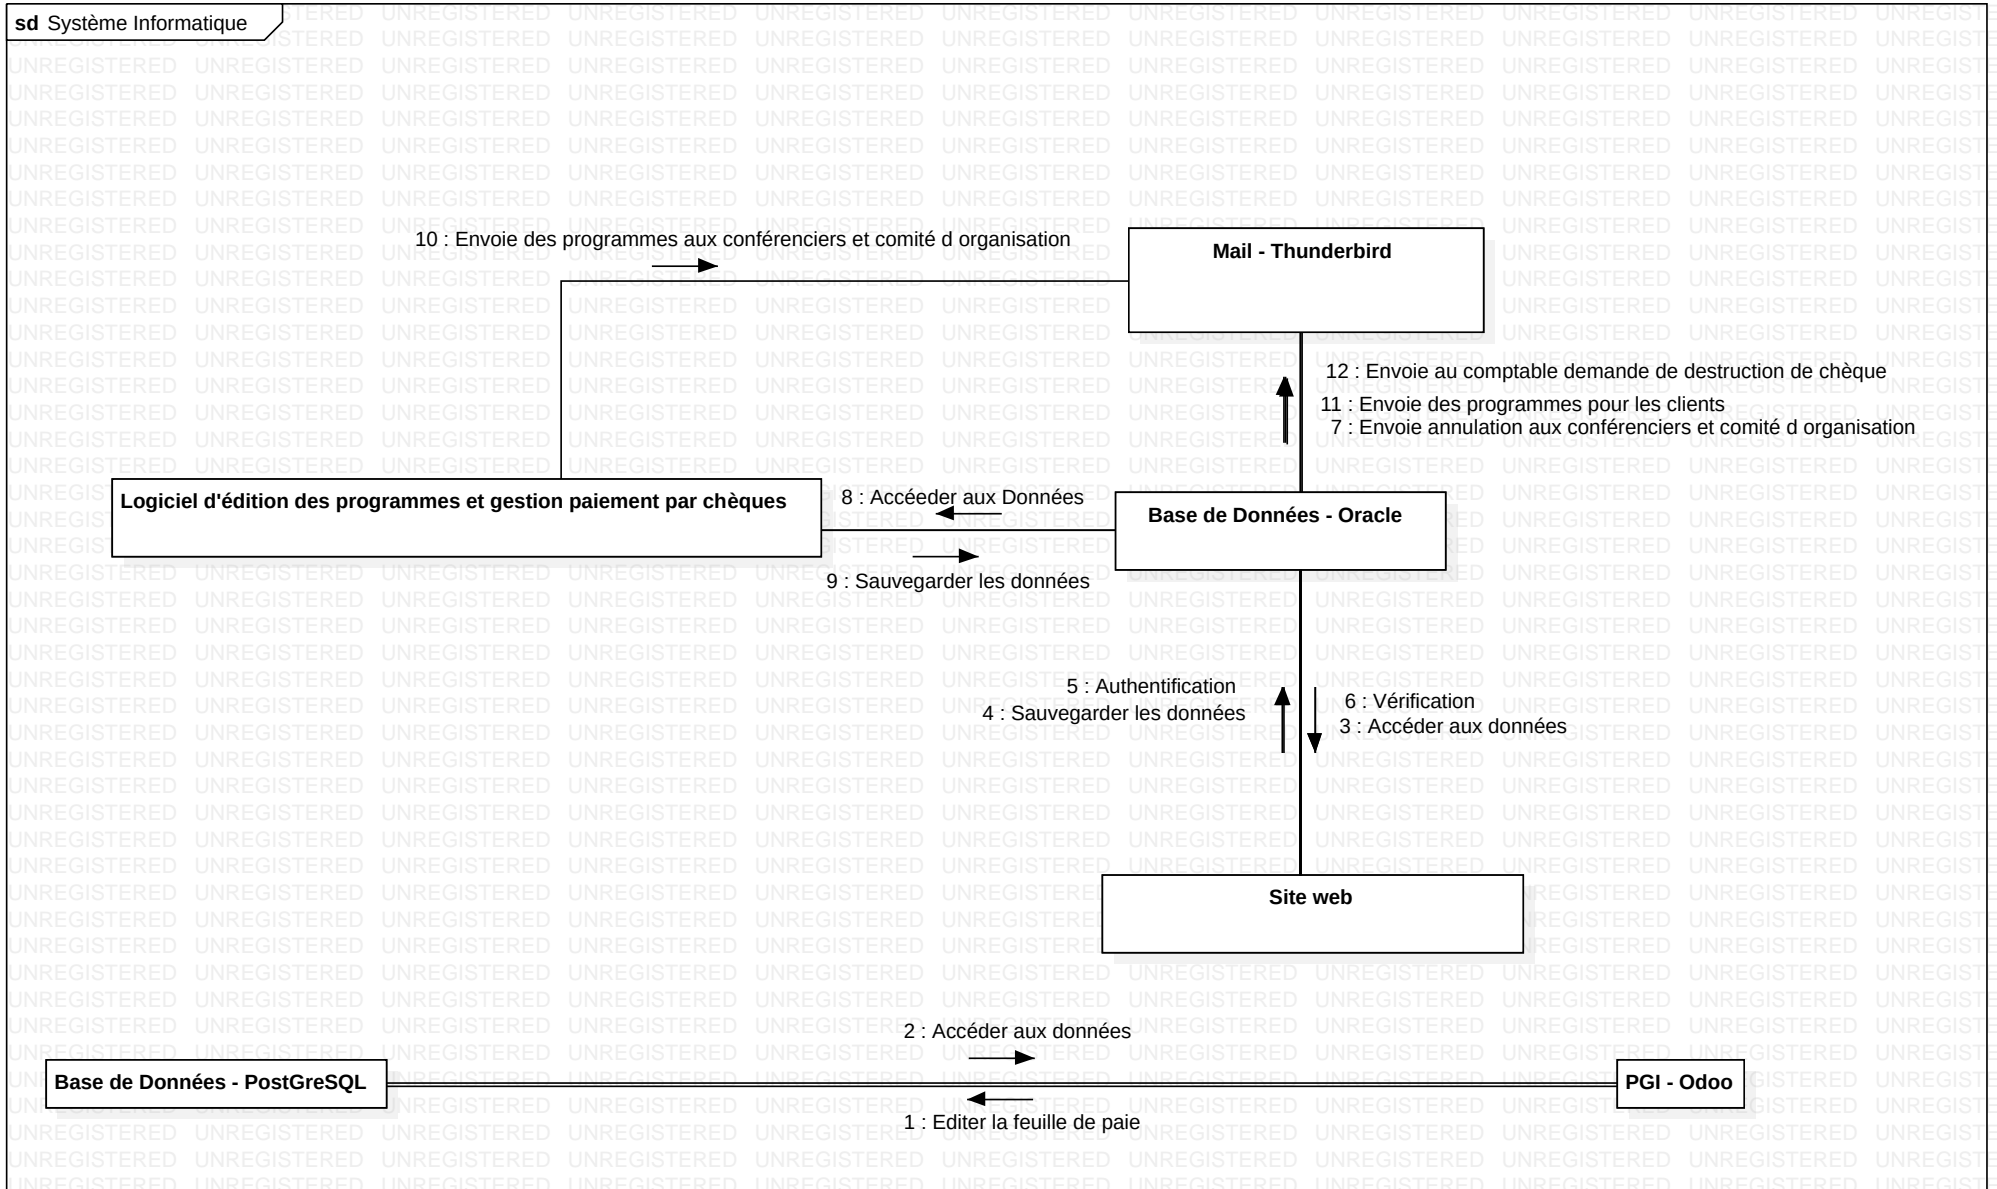 sd Système Informatique
10 : Envoie des programmes aux conférenciers et comité d organisation
Mail - Thunderbird
12 : Envoie au comptable demande de destruction de chèque
11 : Envoie des programmes pour les clients
7 : Envoie annulation aux conférenciers et comité d organisation
Logiciel d'édition des programmes et gestion paiement par chèques
8 : Accéeder aux Données
Base de Données - Oracle
9 : Sauvegarder les données
5 : Authentification
4 : Sauvegarder les données
6 : Vérification
3 : Accéder aux données
Site web
2 : Accéder aux données
Base de Données - PostGreSQL
PGI - Odoo
1 : Editer la feuille de paie
UNREGISTERED